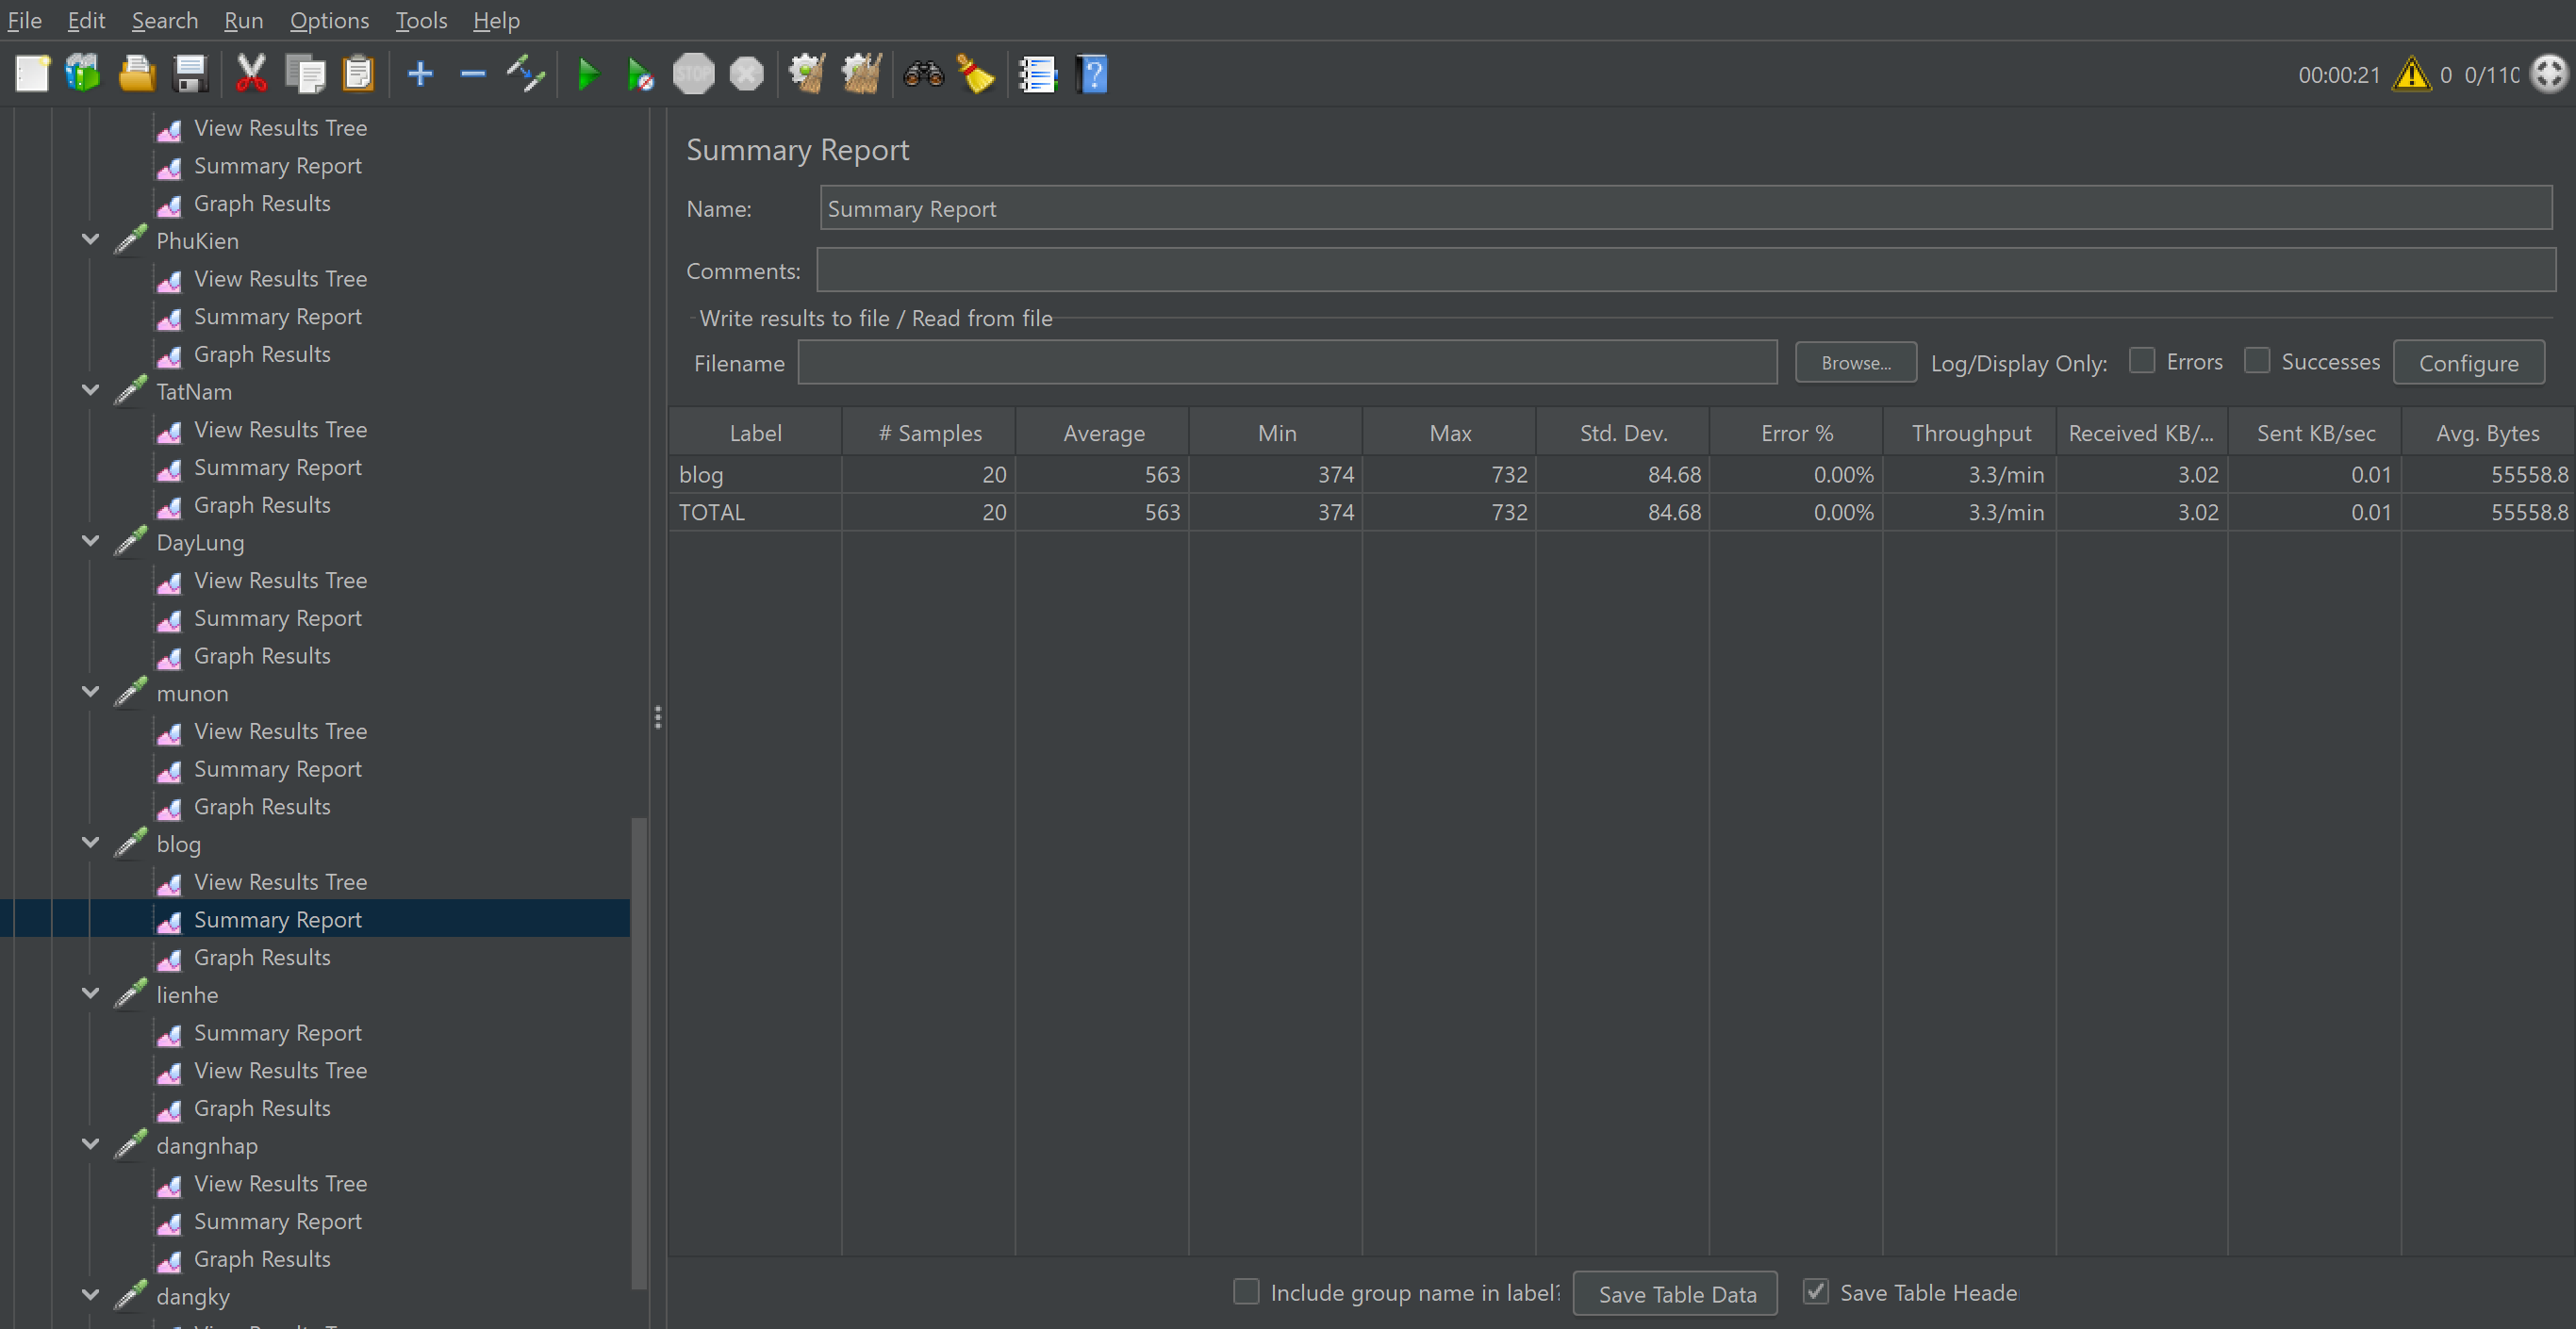 File Edit Search Run Options Tools Help
STOP
00:00:21 0 0/110
View Results Tree
Summary Report
Graph Results
PhuKien
View Results Tree
Summary Report
Graph Results
TatNam
View Results Tree
Summary Report
Graph Results
DayLung
View Results Tree
Summary Report
Graph Results
munon
View Results Tree
Summary Report
Graph Results
blog
View Results Tree
Summary Report
Graph Results
lienhe
Summary Report
View Results Tree
Graph Results
dangnhap
View Results Tree
Summary Report
Graph Results
dangky
Summary Report
Name: Summary Report
Comments:
Write results to file / Read from file
Filename Browse... Log/Display Only: Errors Successes Configure
Label # Samples Average Min Max Std. Dev. Error % Throughput Received KB/... Sent KB/sec Avg. Bytes
blog 20 563 374 732 84.68 0.00% 3.3/min 3.02 0.01 55558.8
TOTAL 20 563 374 732 84.68 0.00% 3.3/min 3.02 0.01 55558.8
Include group name in label? Save Table Data Save Table Heade